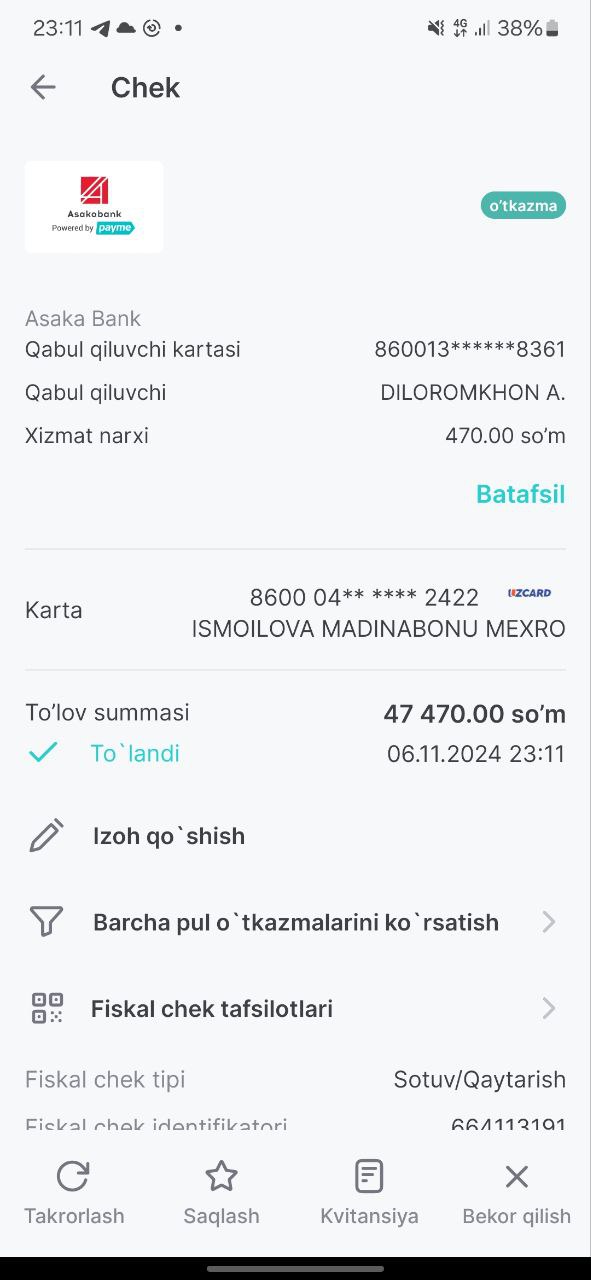 23:11 4G 38%
Chek
Asakabank
Powered by payme
o'tkazma
Asaka Bank
Qabul qiluvchi kartasi 860013******8361
Qabul qiluvchi DILOROMKHON A.
Xizmat narxi 470.00 so'm
Batafsil
Karta 8600 04** **** 2422 UZCARD
ISMOILOVA MADINABONU MEXRO
To'lov summasi 47 470.00 so'm
To`landi 06.11.2024 23:11
Izoh qo`shish
Barcha pul o`tkazmalarini ko`rsatish
Fiskal chek tafsilotlari
Fiskal chek tipi Sotuv/Qaytarish
Fiskal chek identifikatori 664113191
Takrorlash Saqlash Kvitansiya Bekor qilish